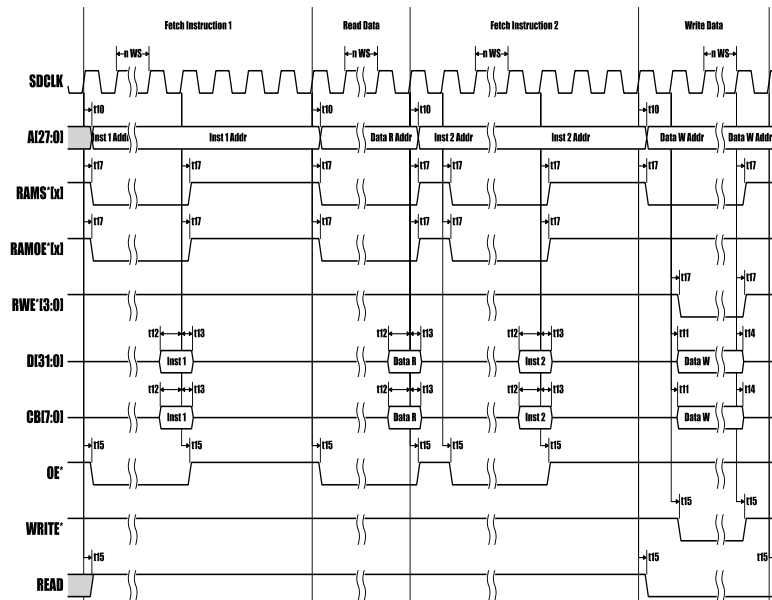 Fetch Instruction 1 Read Data Fetch Instruction 2 Write Data
n WS n WS n WS n WS
SDCLK
t10 t10 t10 t10
A[27:0] Inst 1 Addr Inst 1 Addr Data R Addr Inst 2 Addr Inst 2 Addr Data W Addr Data W Addr
t17 t17 t17 t17 t17 t17 t17 t17
RAMS*[x]
t17 t17 t17 t17 t17 t17
RAMOE*[x]
t17 t17
RWE*[3:0]
t12 t13 t12 t13 t12 t13 t11 t14
D[31:0] Inst 1 Data R Inst 2 Data W
t12 t13 t12 t13 t12 t13 t11 t14
CB[7:0] Inst 1 Data R Inst 2 Data W
t15 t15 t15 t15 t15 t15
OE*
t15 t15
WRITE*
t15 t15 t15
READ